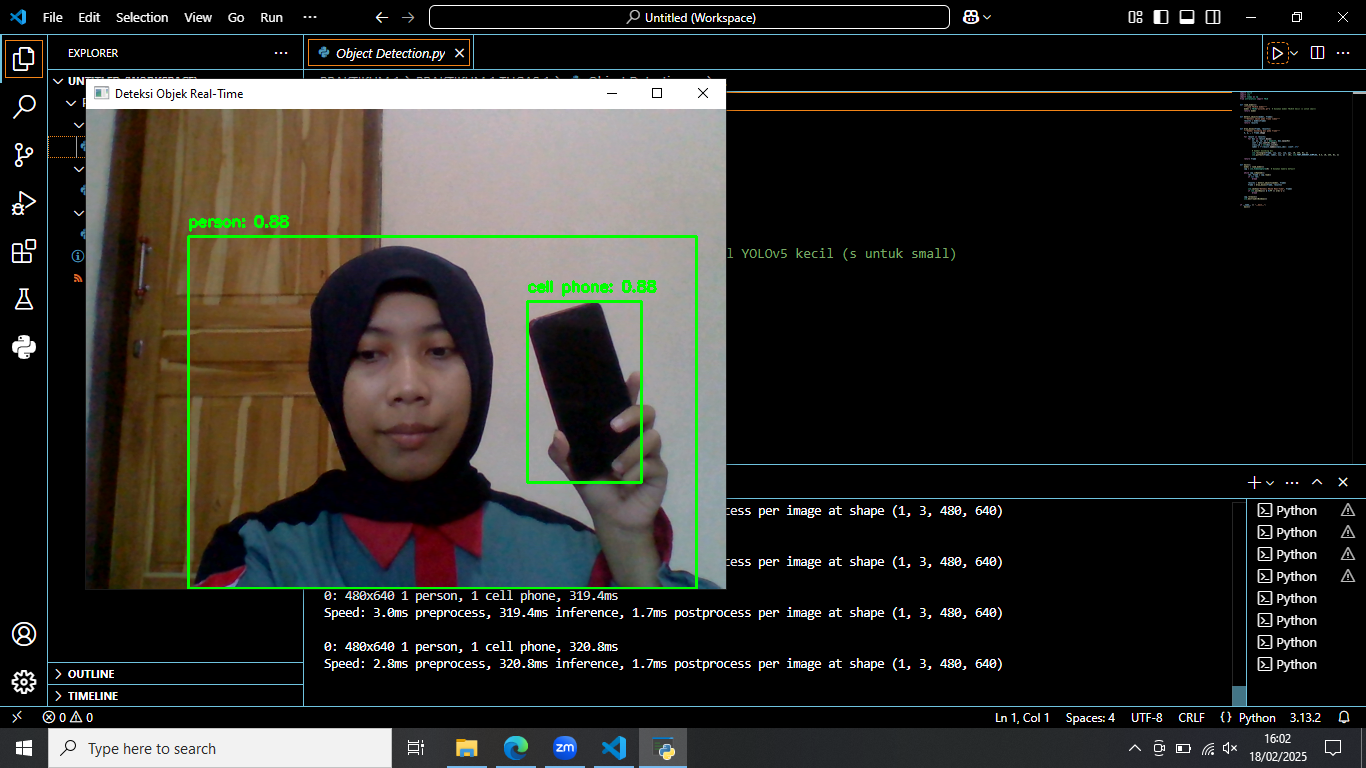 File Edit Selection View Go Run ···
Untitled (Workspace)
EXPLORER
Object Detection.py
Deteksi Objek Real-Time
person: 0.88
cell phone: 0.88
l YOLOv5 kecil (s untuk small)
cess per image at shape (1, 3, 480, 640)
cess per image at shape (1, 3, 480, 640)
0: 480x640 1 person, 1 cell phone, 319.4ms
Speed: 3.0ms preprocess, 319.4ms inference, 1.7ms postprocess per image at shape (1, 3, 480, 640)
0: 480x640 1 person, 1 cell phone, 320.8ms
Speed: 2.8ms preprocess, 320.8ms inference, 1.7ms postprocess per image at shape (1, 3, 480, 640)
Python
Python
Python
Python
Python
Python
Python
Python
OUTLINE
TIMELINE
0 0
Ln 1, Col 1 Spaces: 4 UTF-8 CRLF {} Python 3.13.2
Type here to search
zm
16:02
18/02/2025